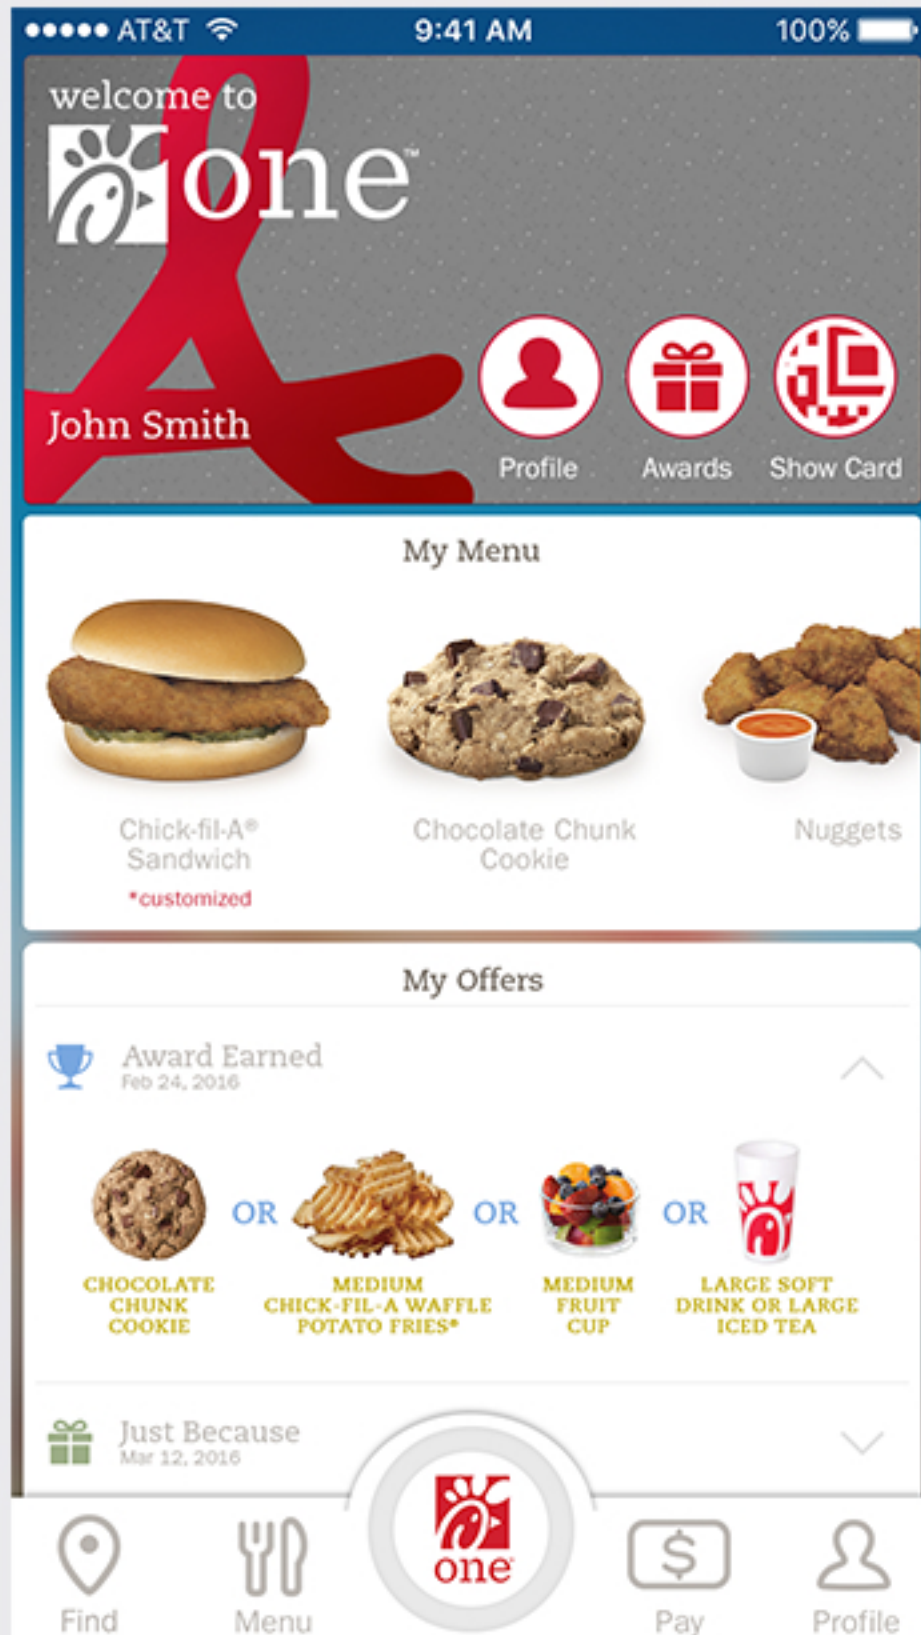 AT&T 9:41 AM 100%
welcome to
one™
John Smith
Profile Awards Show Card
My Menu
Chick-fil-A® Chocolate Chunk Nuggets
Sandwich Cookie
*customized
My Offers
Award Earned
Feb 24, 2016
OR OR OR
CHOCOLATE MEDIUM MEDIUM LARGE SOFT
CHUNK CHICK-FIL-A WAFFLE FRUIT DRINK OR LARGE
COOKIE POTATO FRIES® CUP ICED TEA
Just Because
Mar 12, 2016
one
Find Menu Pay Profile